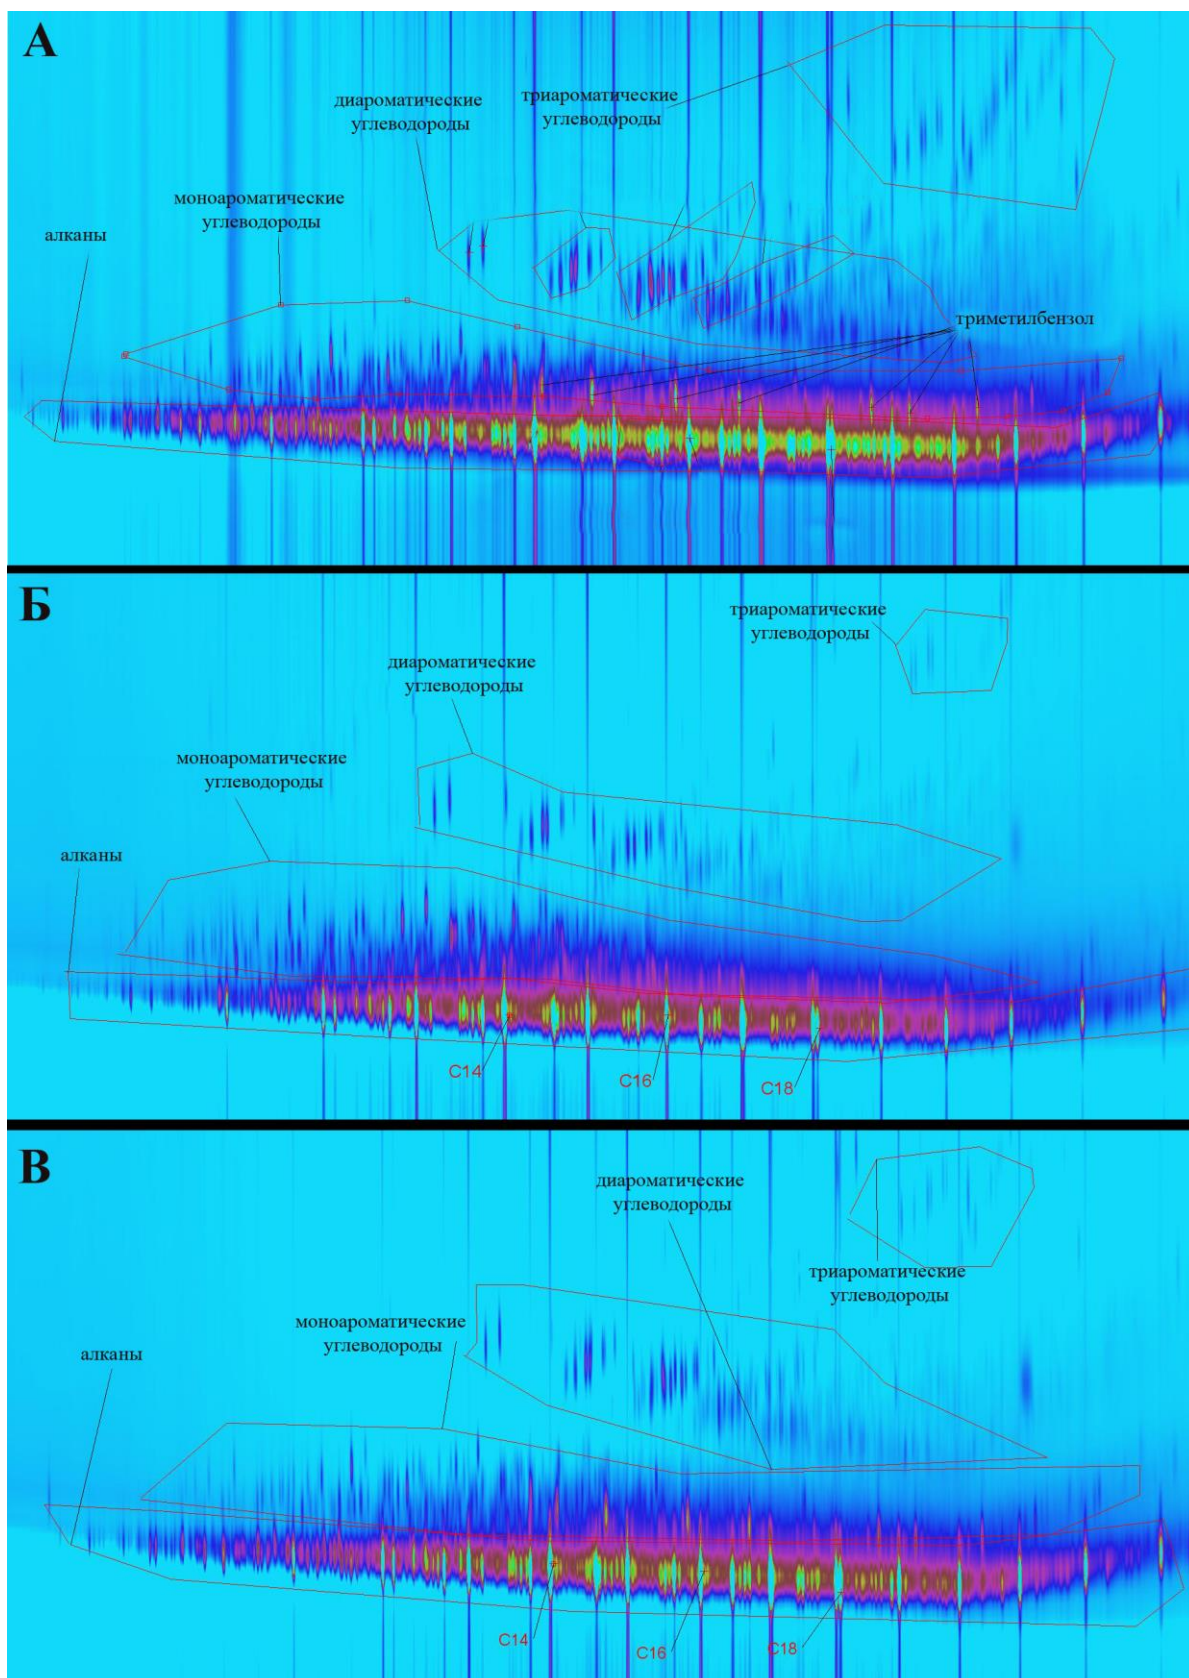 А
диароматические
углеводороды
триароматические
углеводороды
моноароматические
углеводороды
алканы
триметилбензол
Б
триароматические
углеводороды
диароматические
углеводороды
моноароматические
углеводороды
алканы
C14
C16
C18
В
диароматические
углеводороды
триароматические
углеводороды
моноароматические
углеводороды
алканы
C14
C16
C18